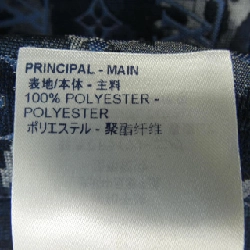 PRINCIPAL - MAIN
表地/本体 - 主料
100% POLYESTER -
POLYESTER
ポリエステル - 聚酯纤维